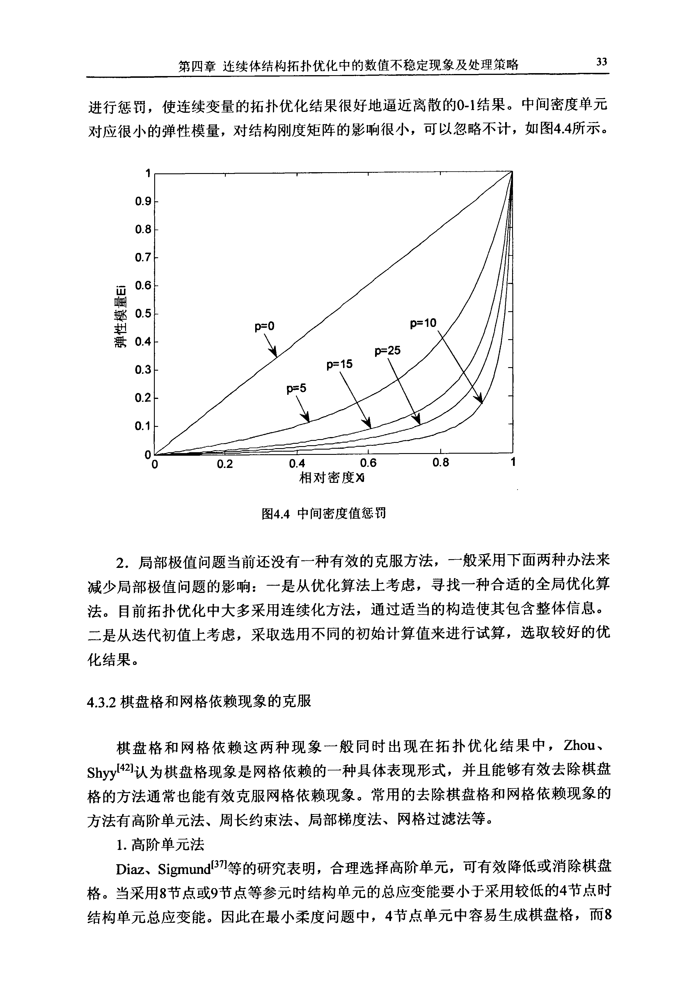 第四章 连续体结构拓扑优化中的数值不稳定现象及处理策略 33
进行惩罚，使连续变量的拓扑优化结果很好地逼近离散的0-1结果。中间密度单元
对应很小的弹性模量，对结构刚度矩阵的影响很小，可以忽略不计，如图4.4所示。
1
0.9
0.8
0.7
0.6
0.5
0.4
0.3
0.2
0.1
0
弹性模量Ei
p=0
p=10
p=25
p=15
p=5
0 0.2 0.4 0.6 0.8 1
相对密度Xi
图4.4 中间密度值惩罚
2．局部极值问题当前还没有一种有效的克服方法，一般采用下面两种办法来
减少局部极值问题的影响：一是从优化算法上考虑，寻找一种合适的全局优化算
法。目前拓扑优化中大多采用连续化方法，通过适当的构造使其包含整体信息。
二是从迭代初值上考虑，采取选用不同的初始计算值来进行试算，选取较好的优
化结果。
4.3.2 棋盘格和网格依赖现象的克服
棋盘格和网格依赖这两种现象一般同时出现在拓扑优化结果中，Zhou、
Shyy[42]认为棋盘格现象是网格依赖的一种具体表现形式，并且能够有效去除棋盘
格的方法通常也能有效克服网格依赖现象。常用的去除棋盘格和网格依赖现象的
方法有高阶单元法、周长约束法、局部梯度法、网格过滤法等。
1. 高阶单元法
Diaz、Sigmund[37]等的研究表明，合理选择高阶单元，可有效降低或消除棋盘
格。当采用8节点或9节点等参元时结构单元的总应变能要小于采用较低的4节点时
结构单元总应变能。因此在最小柔度问题中，4节点单元中容易生成棋盘格，而8